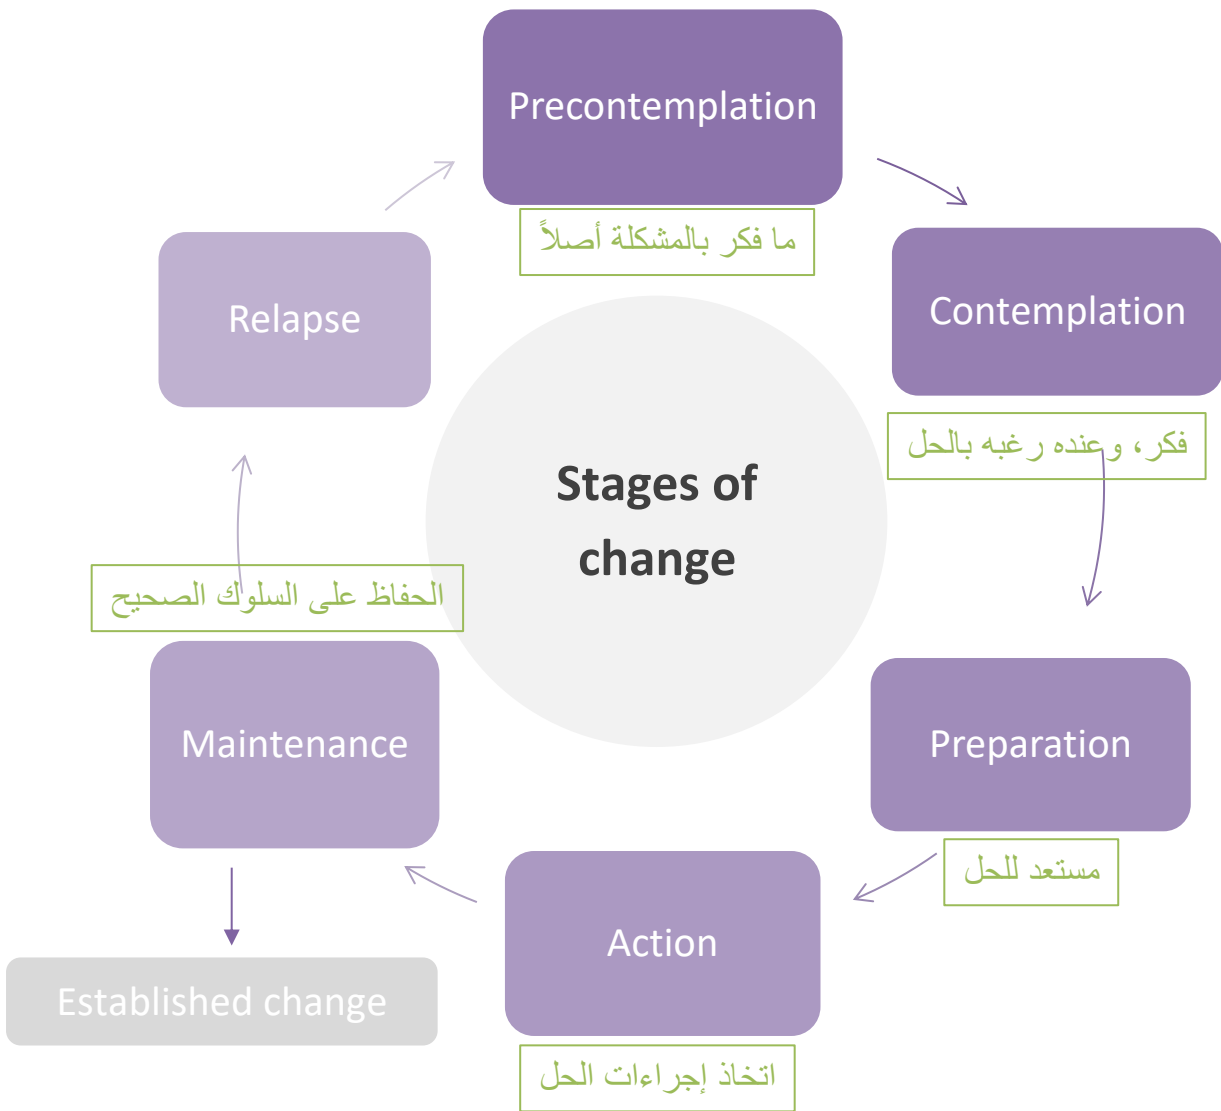 Precontemplation
ما فكر بالمشكلة أصلاً
Contemplation
فكر، وعنده رغبه بالحل
Preparation
مستعد للحل
Action
اتخاذ إجراءات الحل
Maintenance
الحفاظ على السلوك الصحيح
Established change
Relapse
Stages of
change